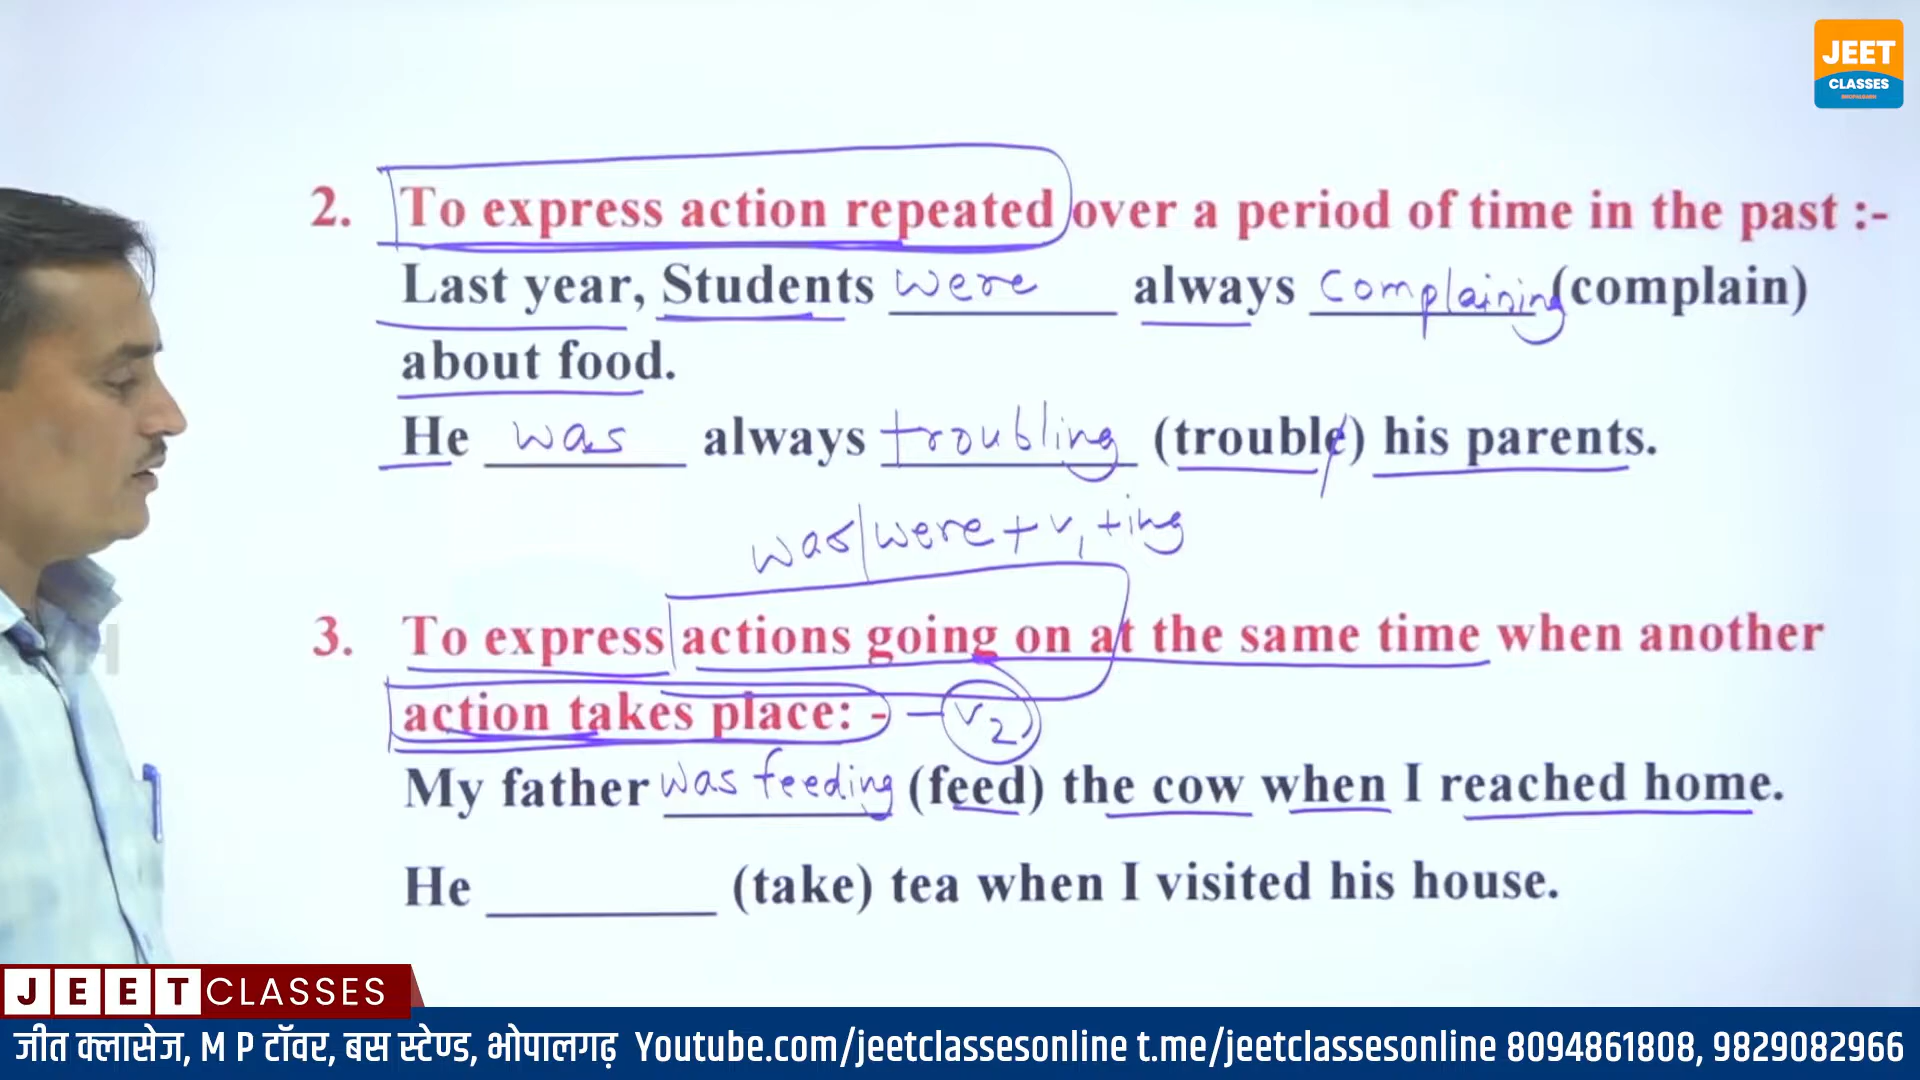 JEET
CLASSES
2. To express action repeated over a period of time in the past :-
Last year, Students were always complaining (complain)
about food.
He was always troubling (trouble) his parents.
was/were + v1 + ing
3. To express actions going on at the same time when another
action takes place: - – v2
My father was feeding (feed) the cow when I reached home.
He ________ (take) tea when I visited his house.
JEET CLASSES
जीत क्लासेज, M P टॉवर, बस स्टेण्ड, भोपालगढ़ Youtube.com/jeetclassesonline t.me/jeetclassesonline 8094861808, 9829082966